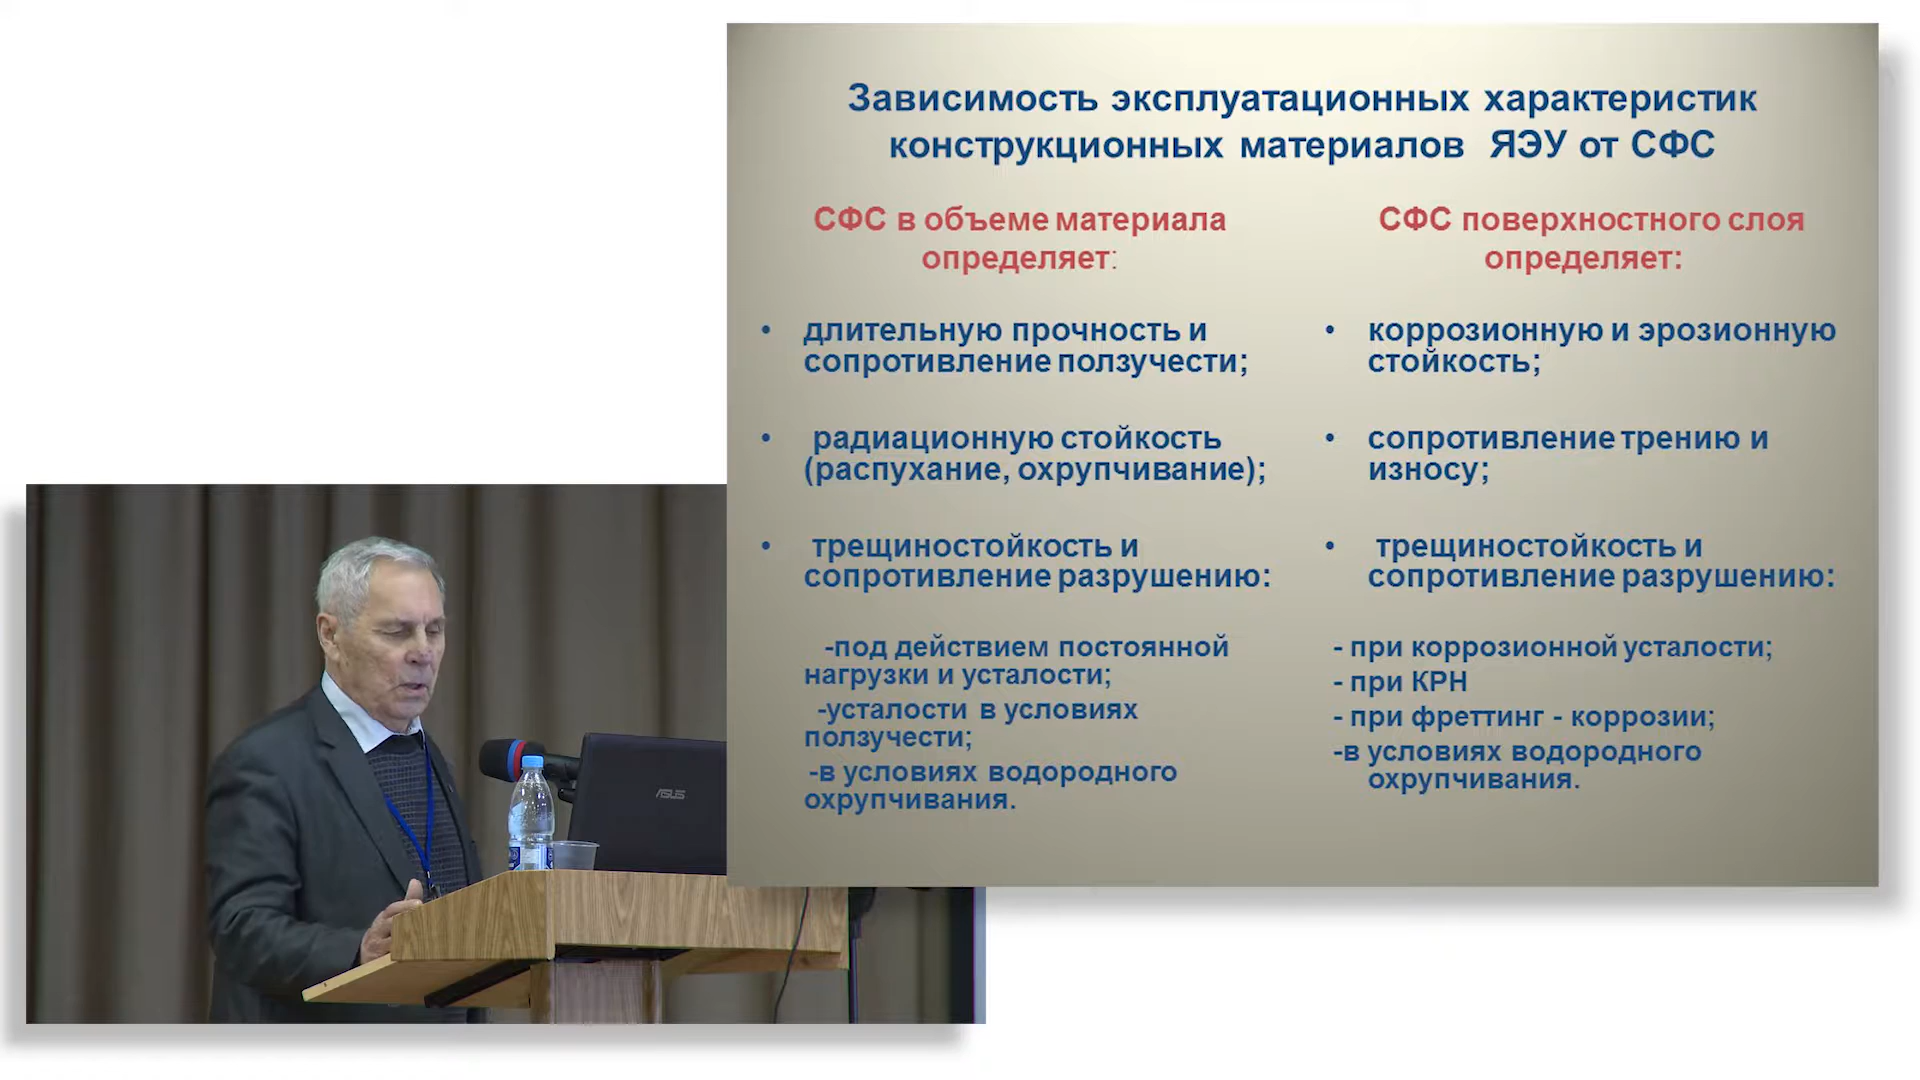 Зависимость эксплуатационных характеристик
конструкционных материалов ЯЭУ от СФС
СФС в объеме материала
определяет:
• длительную прочность и
сопротивление ползучести;
• радиационную стойкость
(распухание, охрупчивание);
• трещиностойкость и
сопротивление разрушению:
-под действием постоянной
нагрузки и усталости;
-усталости в условиях
ползучести;
-в условиях водородного
охрупчивания.
СФС поверхностного слоя
определяет:
• коррозионную и эрозионную
стойкость;
• сопротивление трению и
износу;
• трещиностойкость и
сопротивление разрушению:
- при коррозионной усталости;
- при КРН
- при фреттинг - коррозии;
-в условиях водородного
охрупчивания.
ASUS